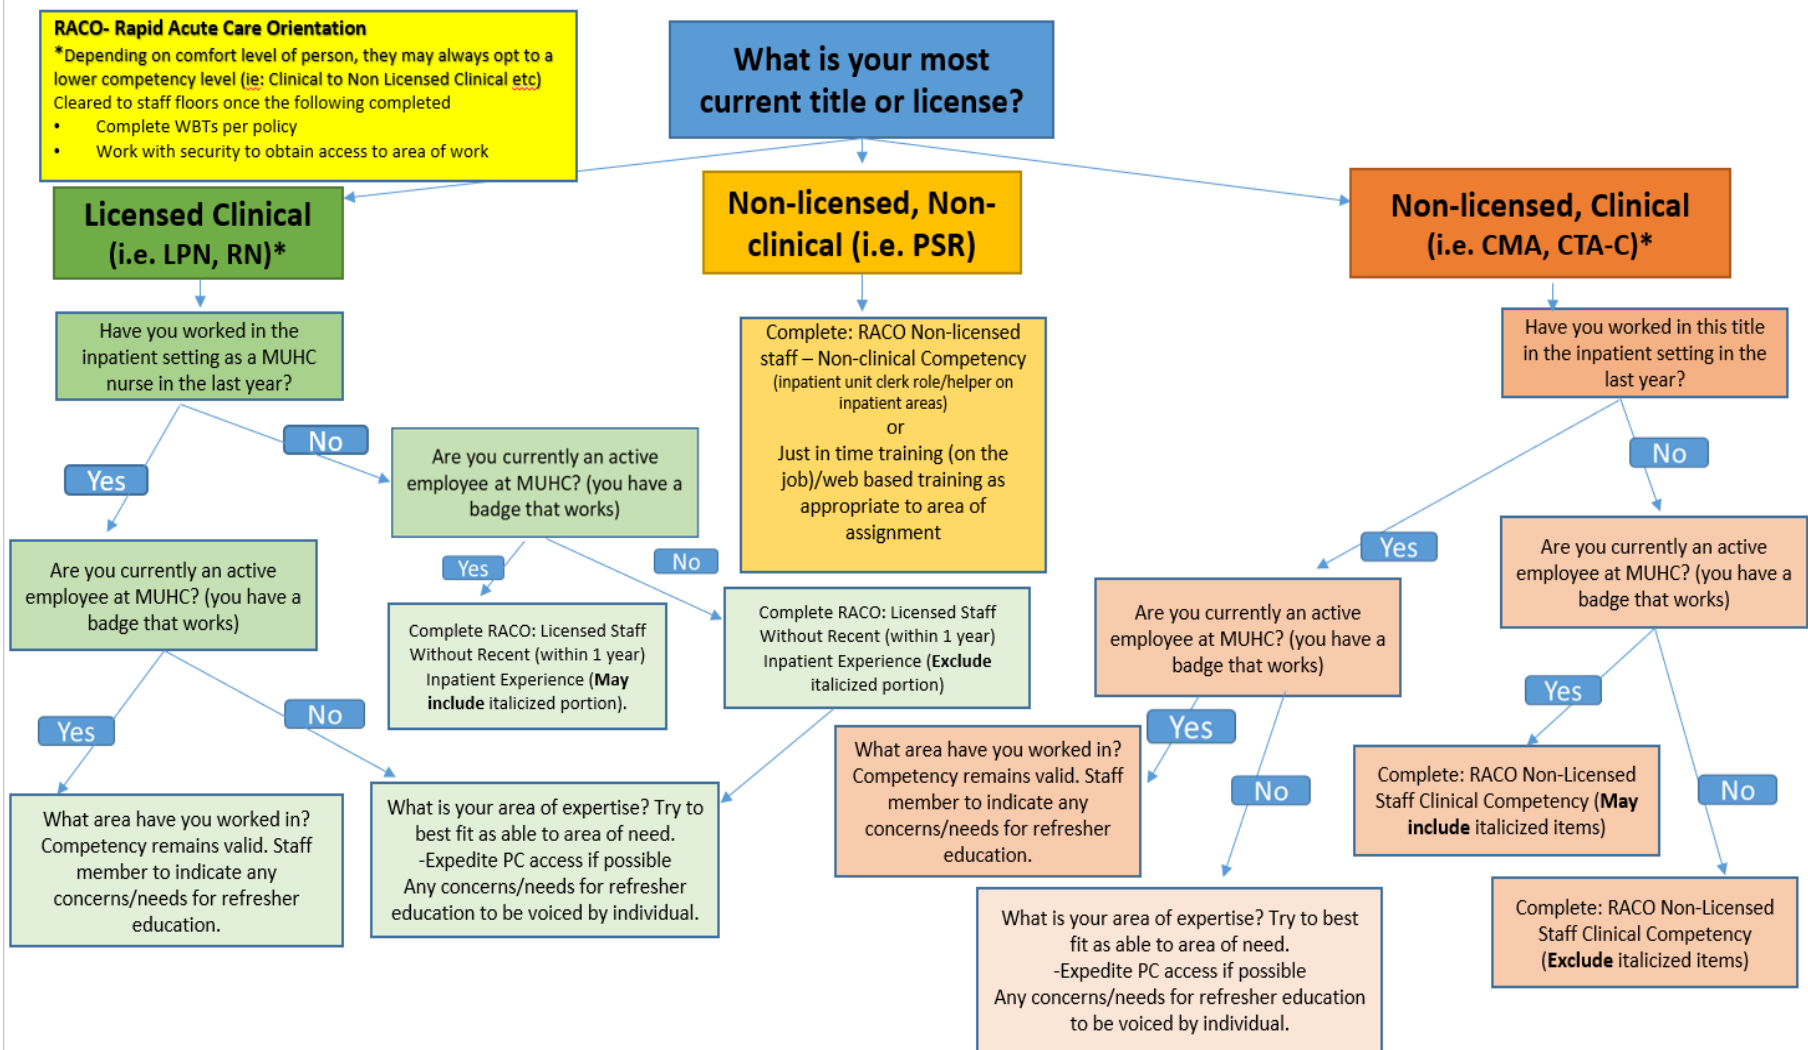 RACO- Rapid Acute Care Orientation
*Depending on comfort level of person, they may always opt to a
lower competency level (ie: Clinical to Non Licensed Clinical etc)
Cleared to staff floors once the following completed
• Complete WBTs per policy
• Work with security to obtain access to area of work
What is your most
current title or license?
Licensed Clinical
(i.e. LPN, RN)*
Non-licensed, Non-
clinical (i.e. PSR)
Non-licensed, Clinical
(i.e. CMA, CTA-C)*
Have you worked in the
inpatient setting as a MUHC
nurse in the last year?
No
Yes
Are you currently an active
employee at MUHC? (you have a
badge that works)
Are you currently an active
employee at MUHC? (you have a
badge that works)
Yes
No
Complete RACO: Licensed Staff
Without Recent (within 1 year)
Inpatient Experience (May
include italicized portion).
Complete RACO: Licensed Staff
Without Recent (within 1 year)
Inpatient Experience (Exclude
italicized portion)
Yes
No
What area have you worked in?
Competency remains valid. Staff
member to indicate any
concerns/needs for refresher
education.
What is your area of expertise? Try to
best fit as able to area of need.
-Expedite PC access if possible
Any concerns/needs for refresher
education to be voiced by individual.
Complete: RACO Non-licensed
staff – Non-clinical Competency
(inpatient unit clerk role/helper on
inpatient areas)
or
Just in time training (on the
job)/web based training as
appropriate to area of
assignment
Have you worked in this title
in the inpatient setting in the
last year?
No
Yes
Are you currently an active
employee at MUHC? (you have a
badge that works)
Are you currently an active
employee at MUHC? (you have a
badge that works)
Yes
No
What area have you worked in?
Competency remains valid. Staff
member to indicate any
concerns/needs for refresher
education.
What is your area of expertise? Try to best
fit as able to area of need.
-Expedite PC access if possible
Any concerns/needs for refresher education
to be voiced by individual.
Yes
No
Complete: RACO Non-Licensed
Staff Clinical Competency (May
include italicized items)
Complete: RACO Non-Licensed
Staff Clinical Competency
(Exclude italicized items)